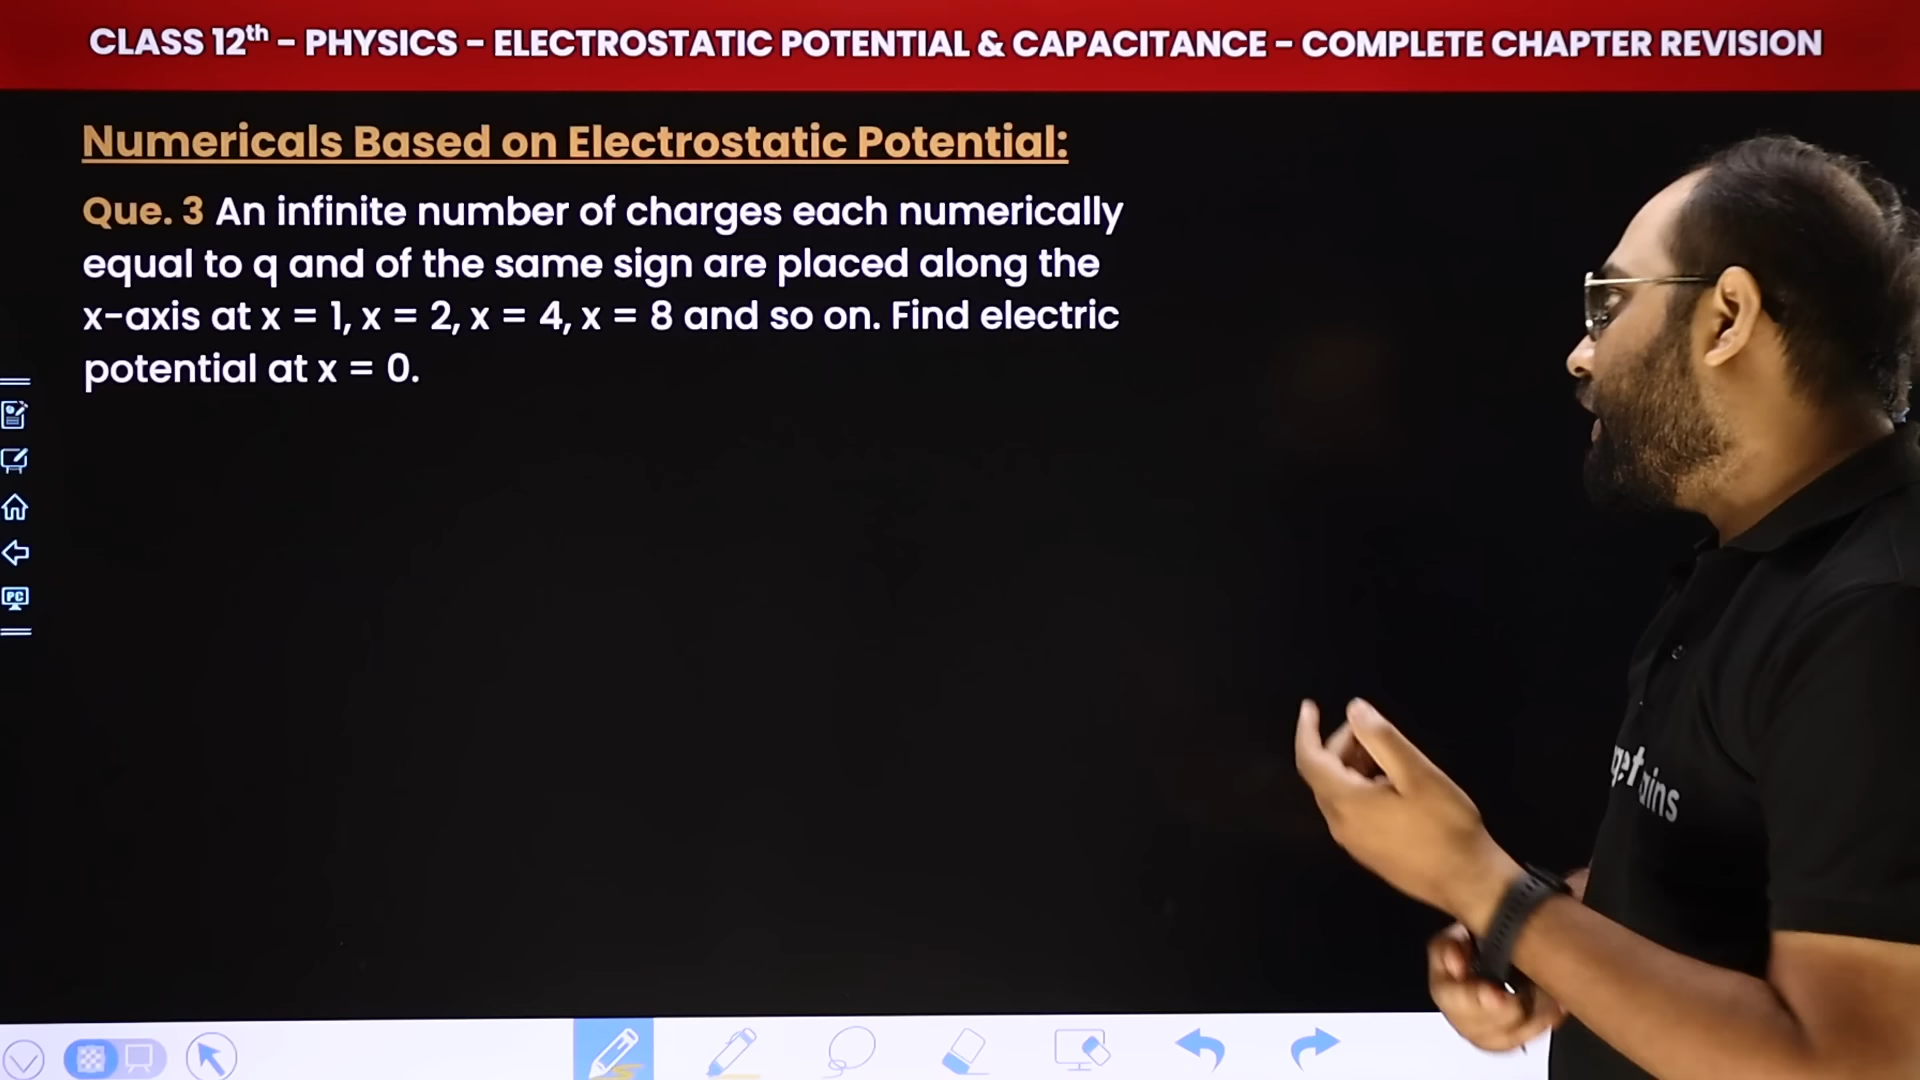 CLASS 12th - PHYSICS - ELECTROSTATIC POTENTIAL & CAPACITANCE - COMPLETE CHAPTER REVISION
Numericals Based on Electrostatic Potential:
Que. 3 An infinite number of charges each numerically
equal to q and of the same sign are placed along the
x-axis at x = 1, x = 2, x = 4, x = 8 and so on. Find electric
potential at x = 0.
PC